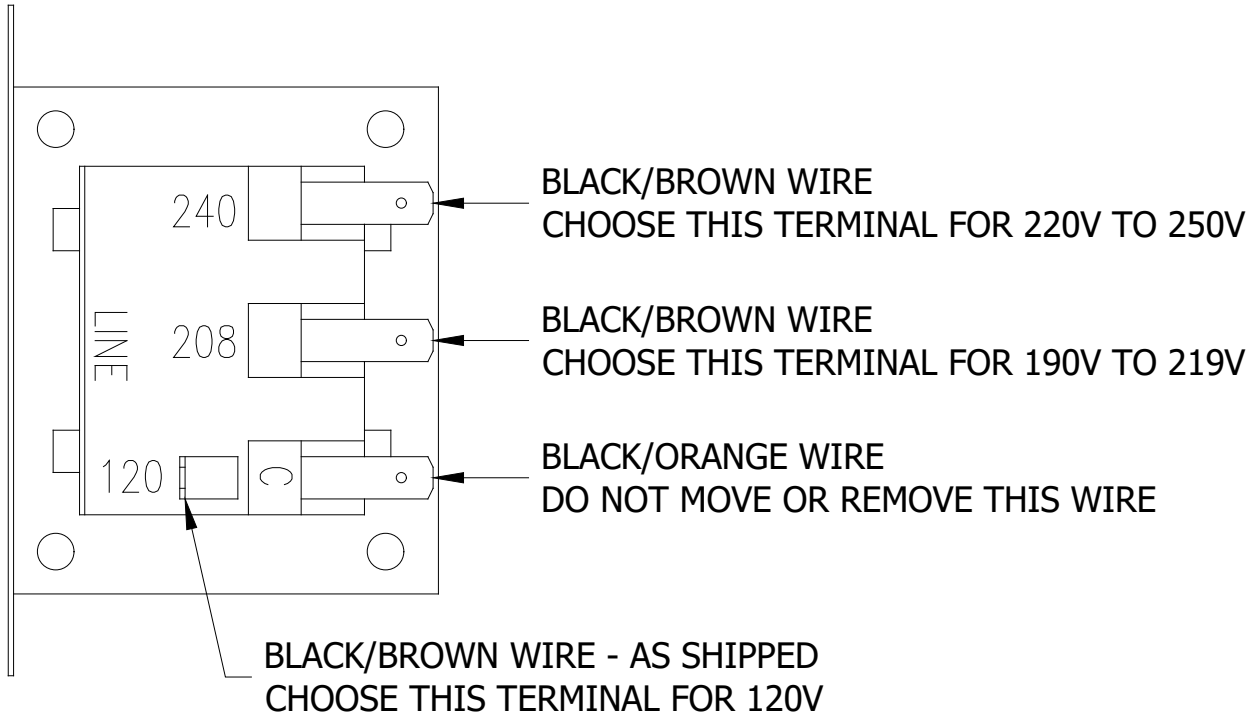 240
BLACK/BROWN WIRE
CHOOSE THIS TERMINAL FOR 220V TO 250V
LINE
208
BLACK/BROWN WIRE
CHOOSE THIS TERMINAL FOR 190V TO 219V
120
C
BLACK/ORANGE WIRE
DO NOT MOVE OR REMOVE THIS WIRE
BLACK/BROWN WIRE - AS SHIPPED
CHOOSE THIS TERMINAL FOR 120V